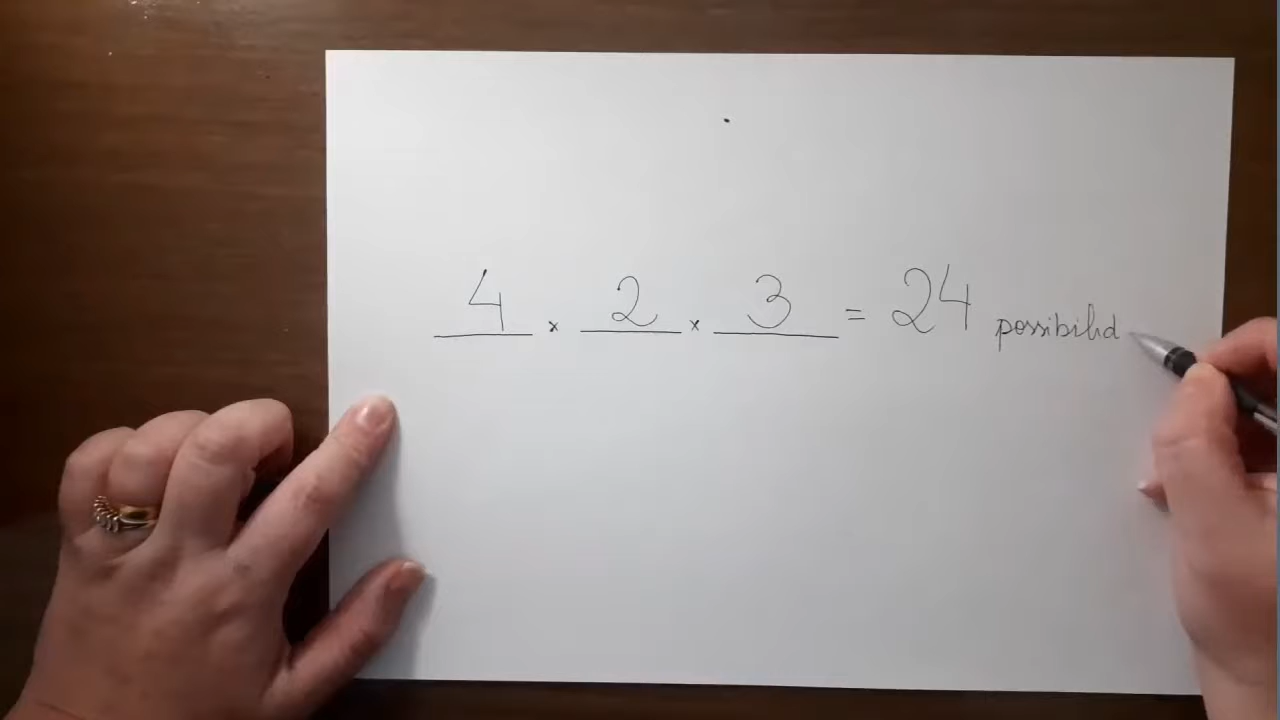 4 × 2 × 3 = 24 possibilid